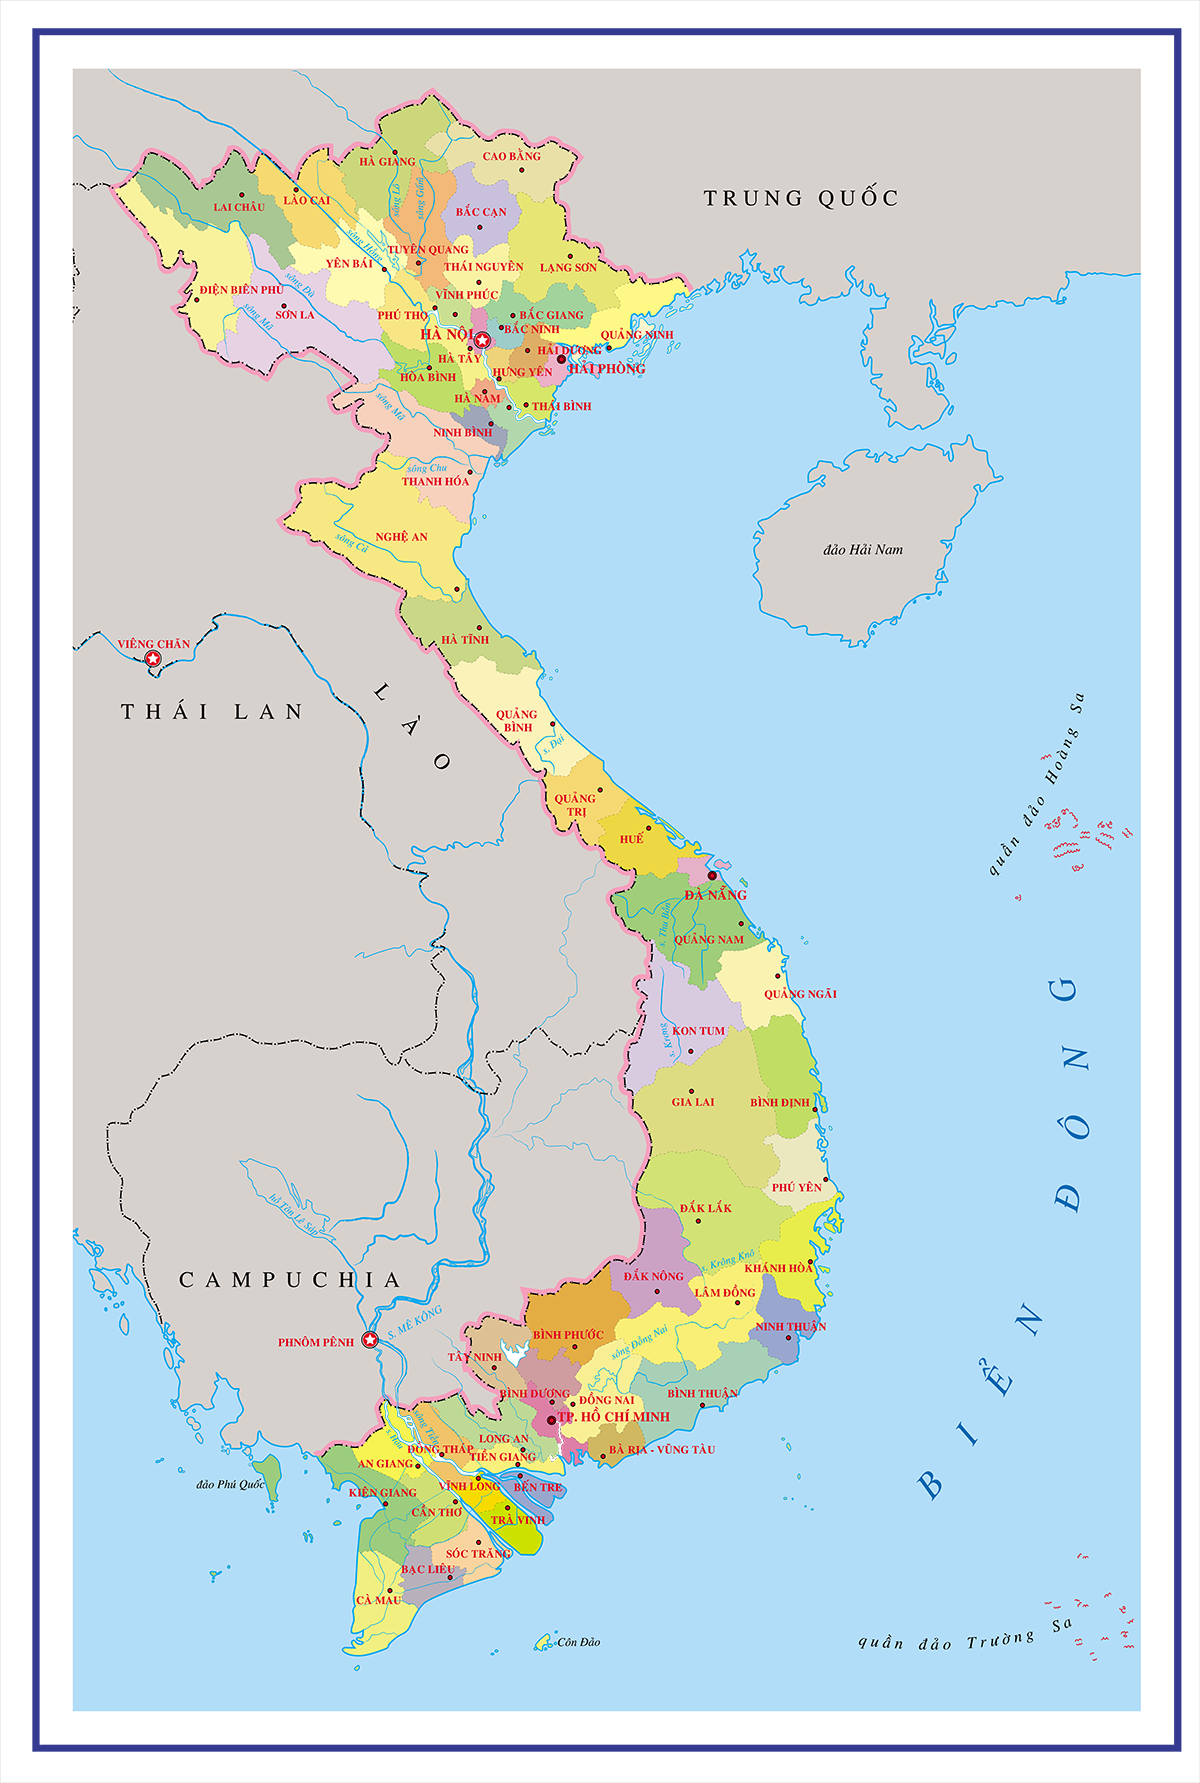 TRUNG QUỐC
HÀ GIANG
CAO BẰNG
LAI CHÂU
LÀO CAI
sông Lô
sông Gấm
BẮC CẠN
sông Hồng
TUYÊN QUANG
YÊN BÁI
THÁI NGUYÊN
LẠNG SƠN
ĐIỆN BIÊN PHỦ
sông Đà
VĨNH PHÚC
SƠN LA
sông Mã
PHÚ THỌ
BẮC GIANG
BẮC NINH
HÀ NỘI
QUẢNG NINH
HẢI DƯƠNG
HÀ TÂY
HẢI PHÒNG
HƯNG YÊN
HÒA BÌNH
HÀ NAM
sông Mã
THÁI BÌNH
NINH BÌNH
sông Chu
THANH HÓA
NGHỆ AN
sông Cả
đảo Hải Nam
HÀ TĨNH
VIÊNG CHĂN
THÁI LAN
LÀO
QUẢNG
BÌNH
s. Đại
quần đảo Hoàng Sa
QUẢNG
TRỊ
HUẾ
ĐÀ NẴNG
s. Thu Bồn
QUẢNG NAM
QUẢNG NGÃI
KON TUM
s. Krong
GIA LAI
BÌNH ĐỊNH
BIỂN ĐÔNG
PHÚ YÊN
hồ Tôn Lê Sáp
ĐẮK LẮK
s. Krông Knô
KHÁNH HÒA
CAMPUCHIA
ĐẮK NÔNG
LÂM ĐỒNG
S. MÊ KÔNG
NINH THUẬN
PHNÔM PÊNH
BÌNH PHƯỚC
sông Đồng Nai
TÂY NINH
BÌNH DƯƠNG
ĐỒNG NAI
BÌNH THUẬN
TP. HỒ CHÍ MINH
sông Tiền
s. Hậu
LONG AN
ĐỒNG THÁP
TIỀN GIANG
BÀ RỊA - VŨNG TÀU
AN GIANG
đảo Phú Quốc
KIÊN GIANG
VĨNH LONG
BẾN TRE
CẦN THƠ
TRÀ VINH
SÓC TRĂNG
BẠC LIÊU
CÀ MAU
Côn Đảo
quần đảo Trường Sa